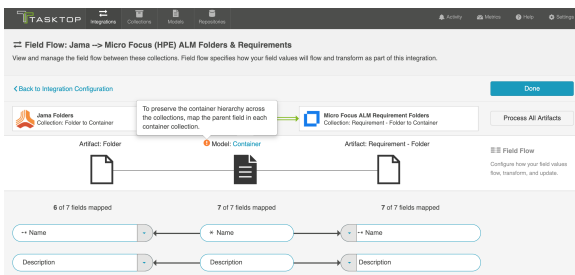 TASKTOP
Integrations
Collections
Models
Repositories
Activity
Metrics
Help
Settings
Field Flow: Jama --> Micro Focus (HPE) ALM Folders & Requirements
View and manage the field flow between these collections. Field flow specifies how your field values will flow and transform as part of this integration.
Back to Integration Configuration
Done
Jama Folders
Collection: Folder to Container
To preserve the container hierarchy across
the collections, map the parent field in each
container collection.
Micro Focus ALM Requirement Folders
Collection: Requirement - Folder to Container
Process All Artifacts
Artifact: Folder
Model: Container
Artifact: Requirement - Folder
Field Flow
Configure how your field values
flow, transform, and update.
6 of 7 fields mapped
7 of 7 fields mapped
7 of 7 fields mapped
Name
* Name
Name
Description
Description
Description